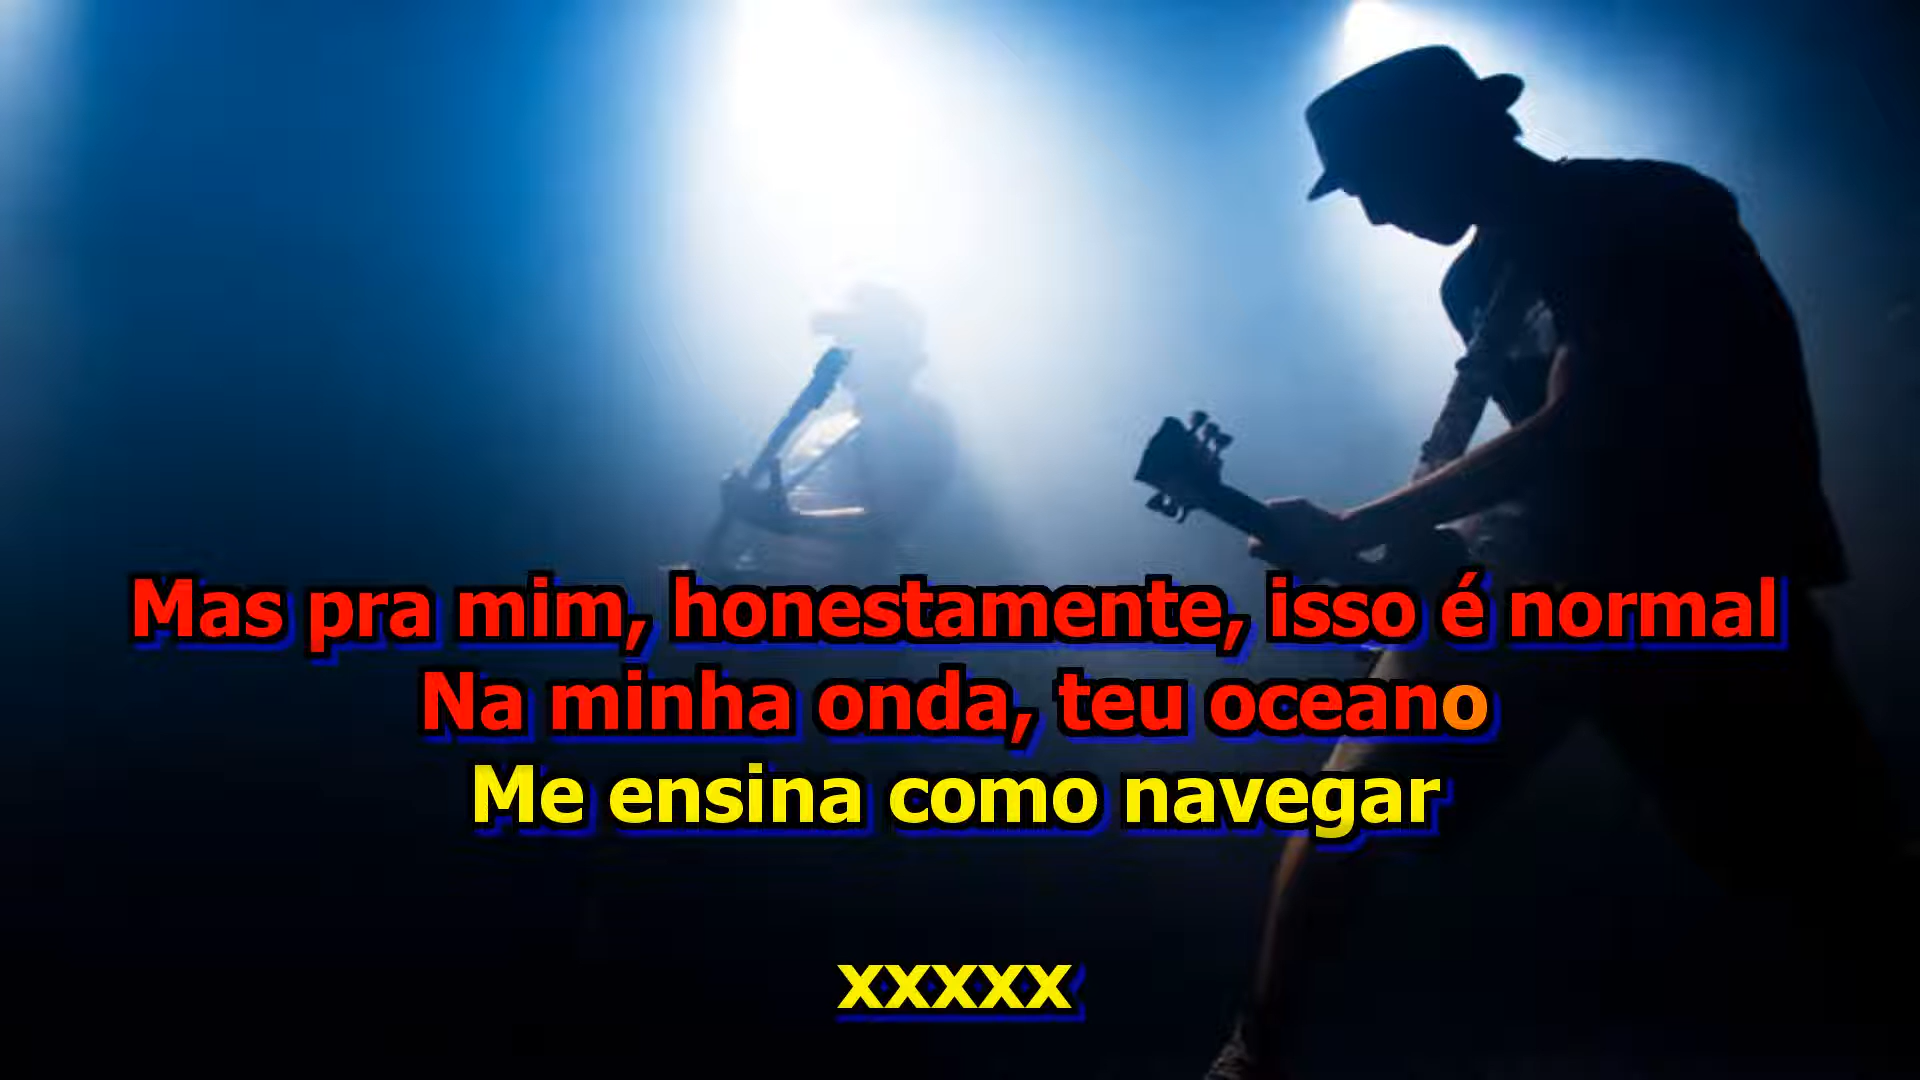 Mas pra mim, honestamente, isso é normal
Na minha onda, teu oceano
Me ensina como navegar
xxxxx